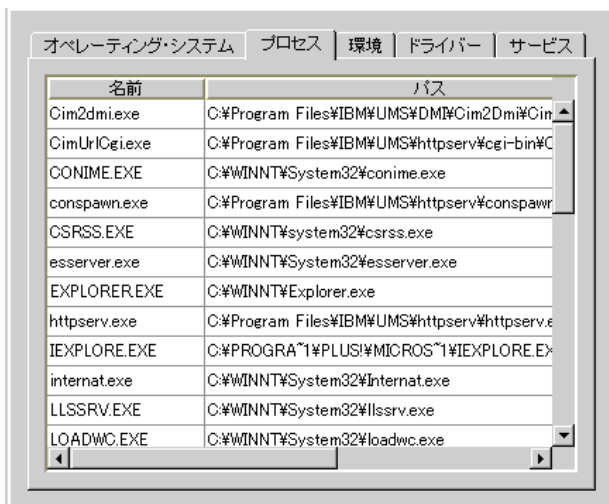 オペレーティング・システム プロセス 環境 ドライバー サービス
名前 パス
Cim2dmi.exe C:¥Program Files¥IBM¥UMS¥DMI¥Cim2Dmi¥Cim
CimUrlCgi.exe C:¥Program Files¥IBM¥UMS¥httpserv¥cgi-bin¥C
CONIME.EXE C:¥WINNT¥System32¥conime.exe
conspawn.exe C:¥Program Files¥IBM¥UMS¥httpserv¥conspawn
CSRSS.EXE C:¥WINNT¥system32¥csrss.exe
esserver.exe C:¥WINNT¥System32¥esserver.exe
EXPLORER.EXE C:¥WINNT¥Explorer.exe
httpserv.exe C:¥Program Files¥IBM¥UMS¥httpserv¥httpserv.e
IEXPLORE.EXE C:¥PROGRA~1¥PLUS!¥MICROS~1¥IEXPLORE.EX
internat.exe C:¥WINNT¥System32¥Internat.exe
LLSSRV.EXE C:¥WINNT¥System32¥llssrv.exe
LOADWC.EXE C:¥WINNT¥System32¥loadwc.exe